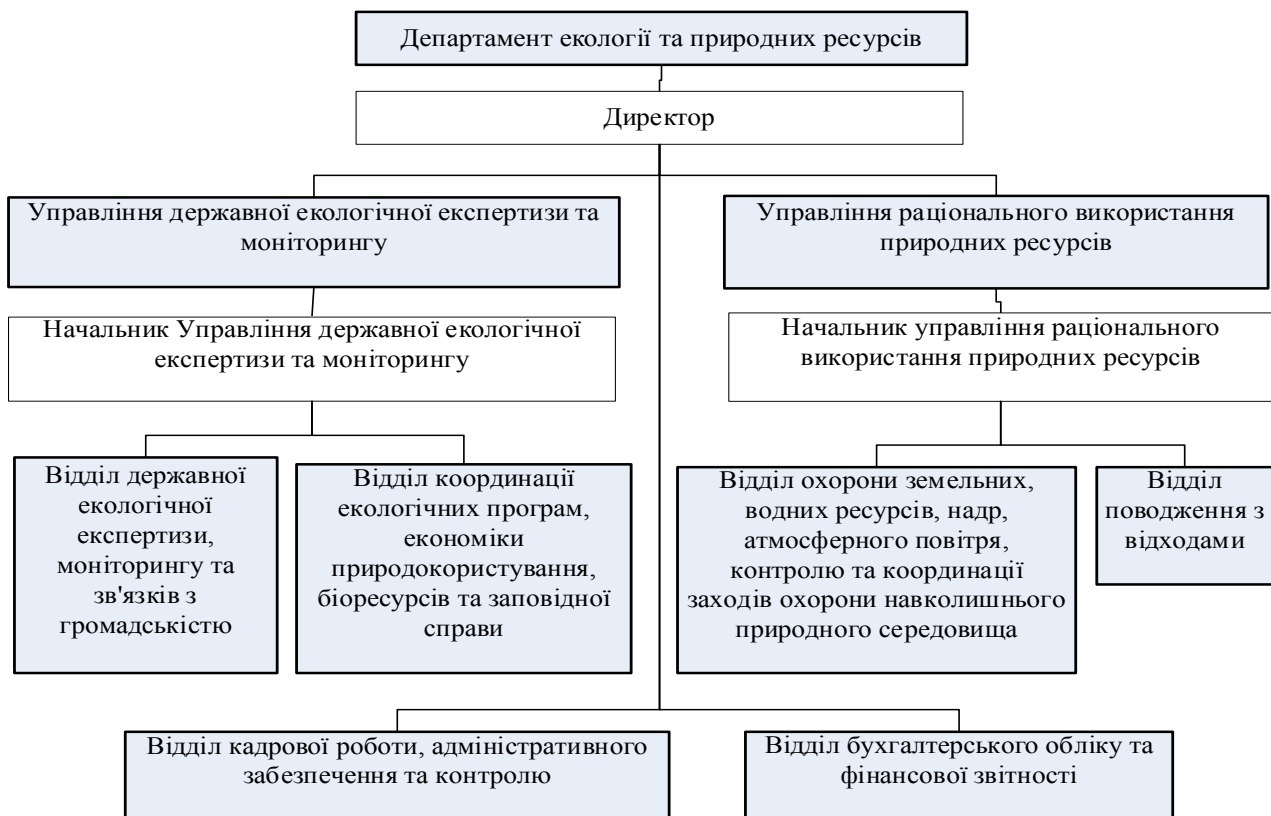 Департамент екології та природних ресурсів
Директор
Управління державної екологічної експертизи та
моніторингу
Управління раціонального використання
природних ресурсів
Начальник Управління державної екологічної
експертизи та моніторингу
Начальник управління раціонального
використання природних ресурсів
Відділ державної
екологічної
експертизи,
моніторингу та
зв'язків з
громадськістю
Відділ координації
екологічних програм,
економіки
природокористування,
біоресурсів та заповідної
справи
Відділ охорони земельних,
водних ресурсів, надр,
атмосферного повітря,
контролю та координації
заходів охорони навколишнього
природного середовища
Відділ
поводження з
відходами
Відділ кадрової роботи, адміністративного
забезпечення та контролю
Відділ бухгалтерського обліку та
фінансової звітності